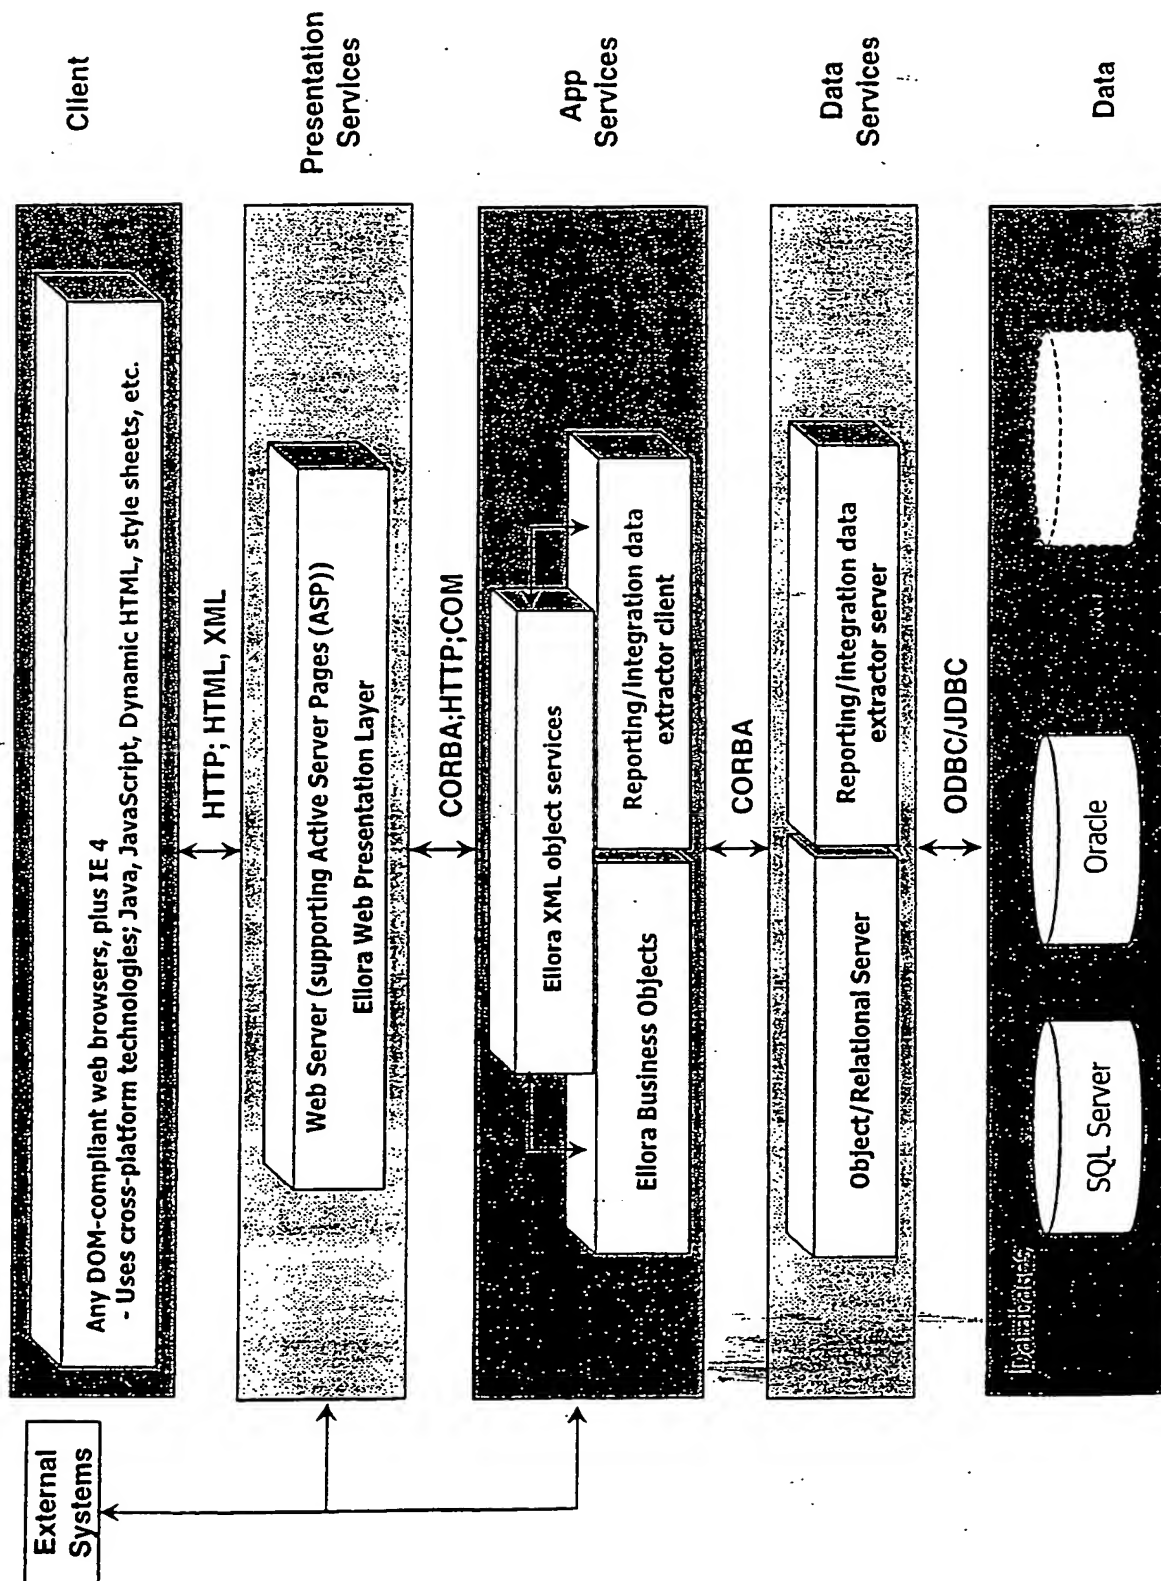 External
Systems
Any DOM-compliant web browsers, plus IE 4
- Uses cross-platform technologies; Java, JavaScript, Dynamic HTML, style sheets, etc.
Client
HTTP; HTML, XML
Web Server (supporting Active Server Pages (ASP))
Ellora Web Presentation Layer
Presentation
Services
CORBA;HTTP;COM
Ellora XML object services
Ellora Business Objects
Reporting/Integration data
extractor client
App
Services
CORBA
Object/Relational Server
Reporting/integration data
extractor server
Data
Services
ODBC/JDBC
Databases
SQL Server
Oracle
Data